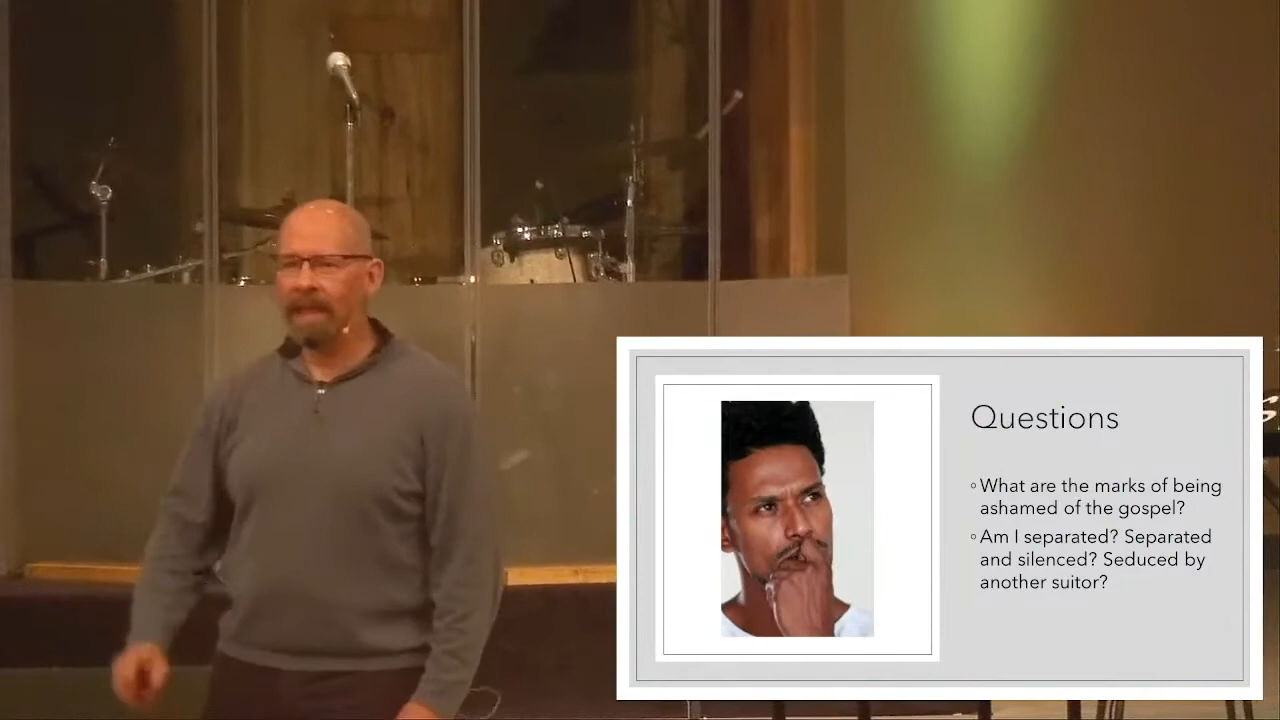 Questions
◦What are the marks of being
ashamed of the gospel?
◦Am I separated? Separated
and silenced? Seduced by
another suitor?